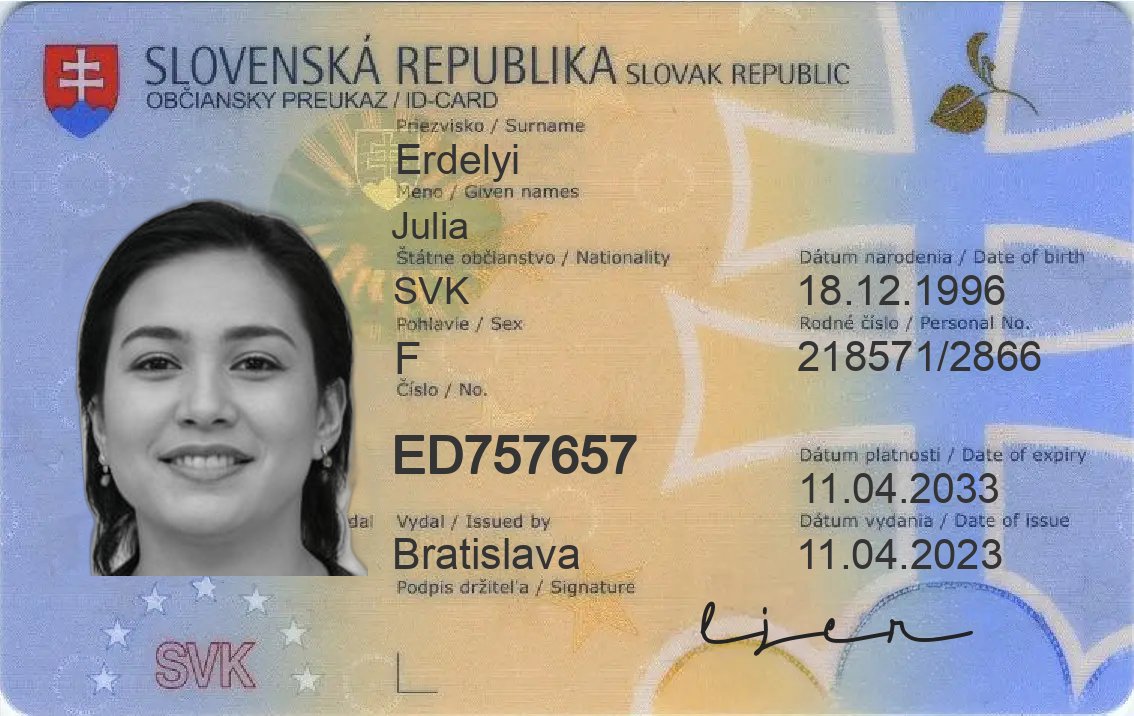 SLOVENSKÁ REPUBLIKA SLOVAK REPUBLIC
OBČIANSKY PREUKAZ / ID-CARD
Priezvisko / Surname
Erdelyi
Meno / Given names
Julia
Štátne občianstvo / Nationality
SVK
Dátum narodenia / Date of birth
18.12.1996
Pohlavie / Sex
F
Rodné číslo / Personal No.
218571/2866
Číslo / No.
ED757657
Dátum platnosti / Date of expiry
11.04.2033
dal Vydal / Issued by
Bratislava
Dátum vydania / Date of issue
11.04.2023
Podpis držiteľa / Signature
SVK